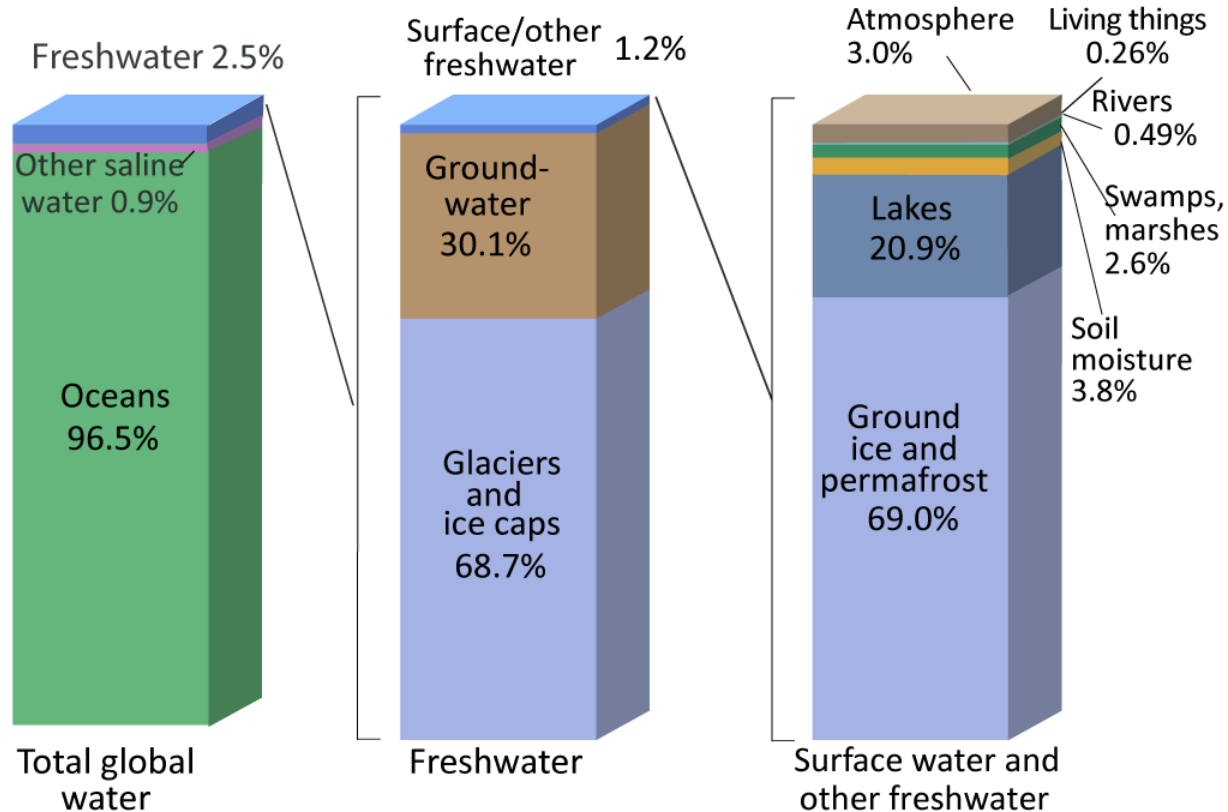 Freshwater 2.5%
Other saline
water 0.9%
Oceans
96.5%
Total global
water
Surface/other
freshwater
1.2%
Ground-
water
30.1%
Glaciers
and
ice caps
68.7%
Freshwater
Atmosphere
3.0%
Living things
0.26%
Rivers
0.49%
Swamps,
marshes
2.6%
Soil
moisture
3.8%
Lakes
20.9%
Ground
ice and
permafrost
69.0%
Surface water and
other freshwater